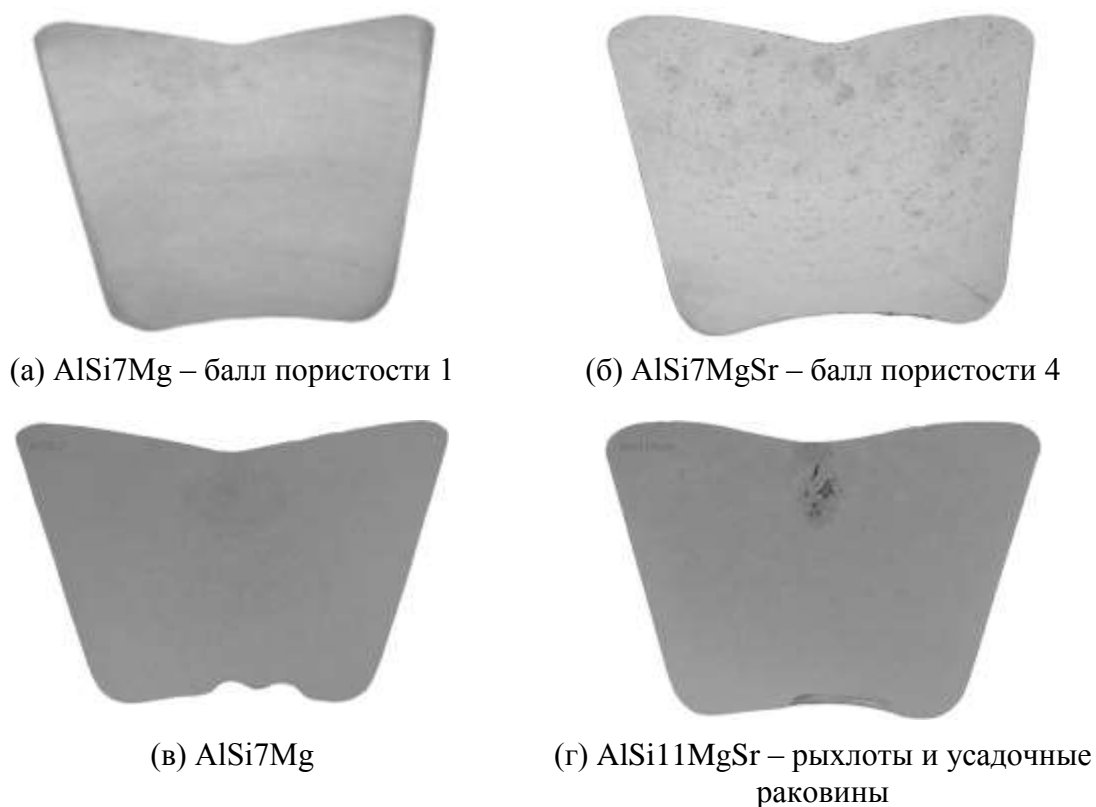 (а) AlSi7Mg – балл пористости 1
(б) AlSi7MgSr – балл пористости 4
(в) AlSi7Mg
(г) AlSi11MgSr – рыхлоты и усадочные
раковины